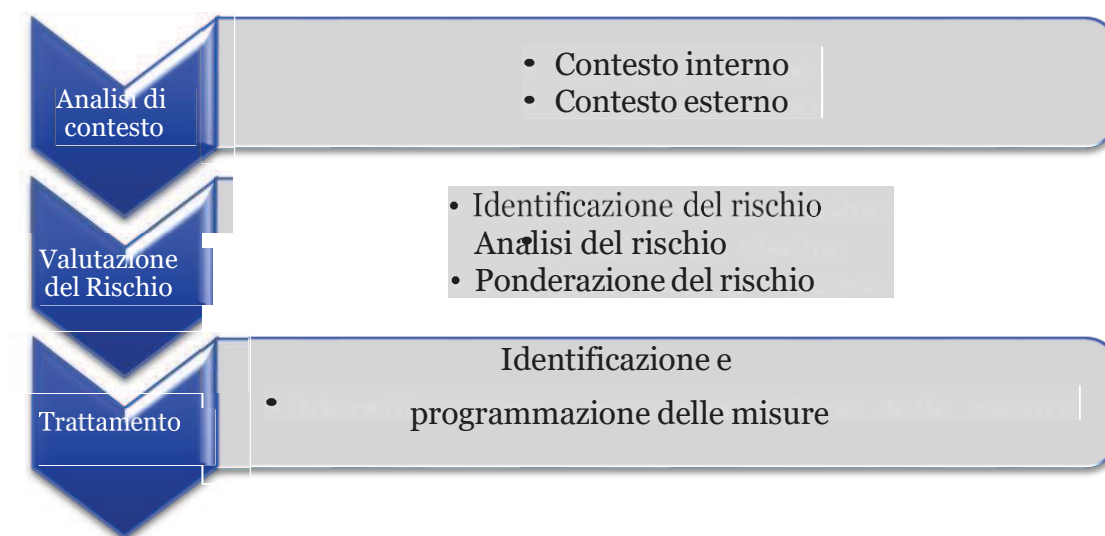 Analisi di
contesto
• Contesto interno
• Contesto esterno
Valutazione
del Rischio
• Identificazione del rischio
• Analisi del rischio
• Ponderazione del rischio
Trattamento
Identificazione e
• programmazione delle misure